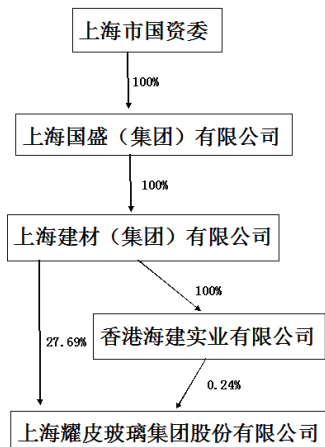 上海市国资委
100%
上海国盛（集团）有限公司
100%
上海建材（集团）有限公司
100%
27.69%
香港海建实业有限公司
0.24%
上海耀皮玻璃集团股份有限公司